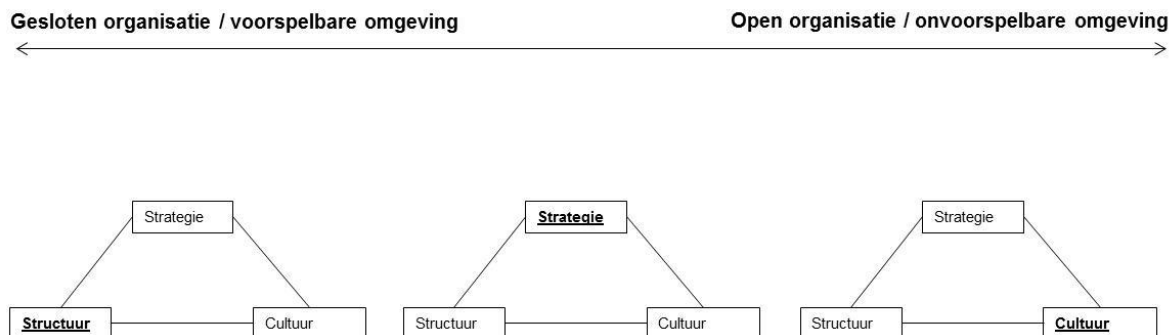 Gesloten organisatie / voorspelbare omgeving
Open organisatie / onvoorspelbare omgeving
Strategie
Strategie
Strategie
Structuur
Cultuur
Structuur
Cultuur
Structuur
Cultuur